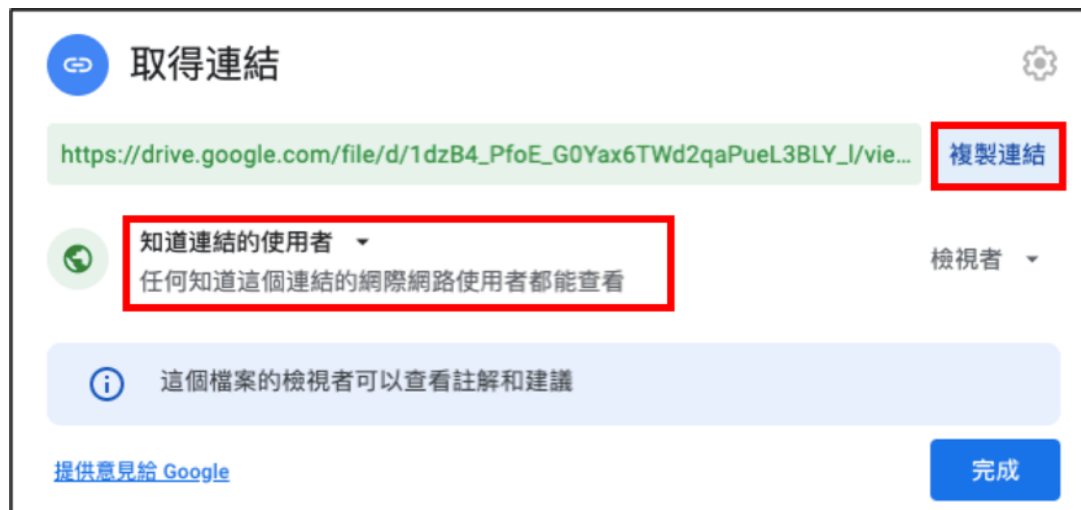 取得連結
https://drive.google.com/file/d/1dzB4_PfoE_G0Yax6TWd2qaPueL3BLY_l/vie...
複製連結
知道連結的使用者
任何知道這個連結的網際網路使用者都能查看
檢視者
這個檔案的檢視者可以查看註解和建議
提供意見給 Google
完成